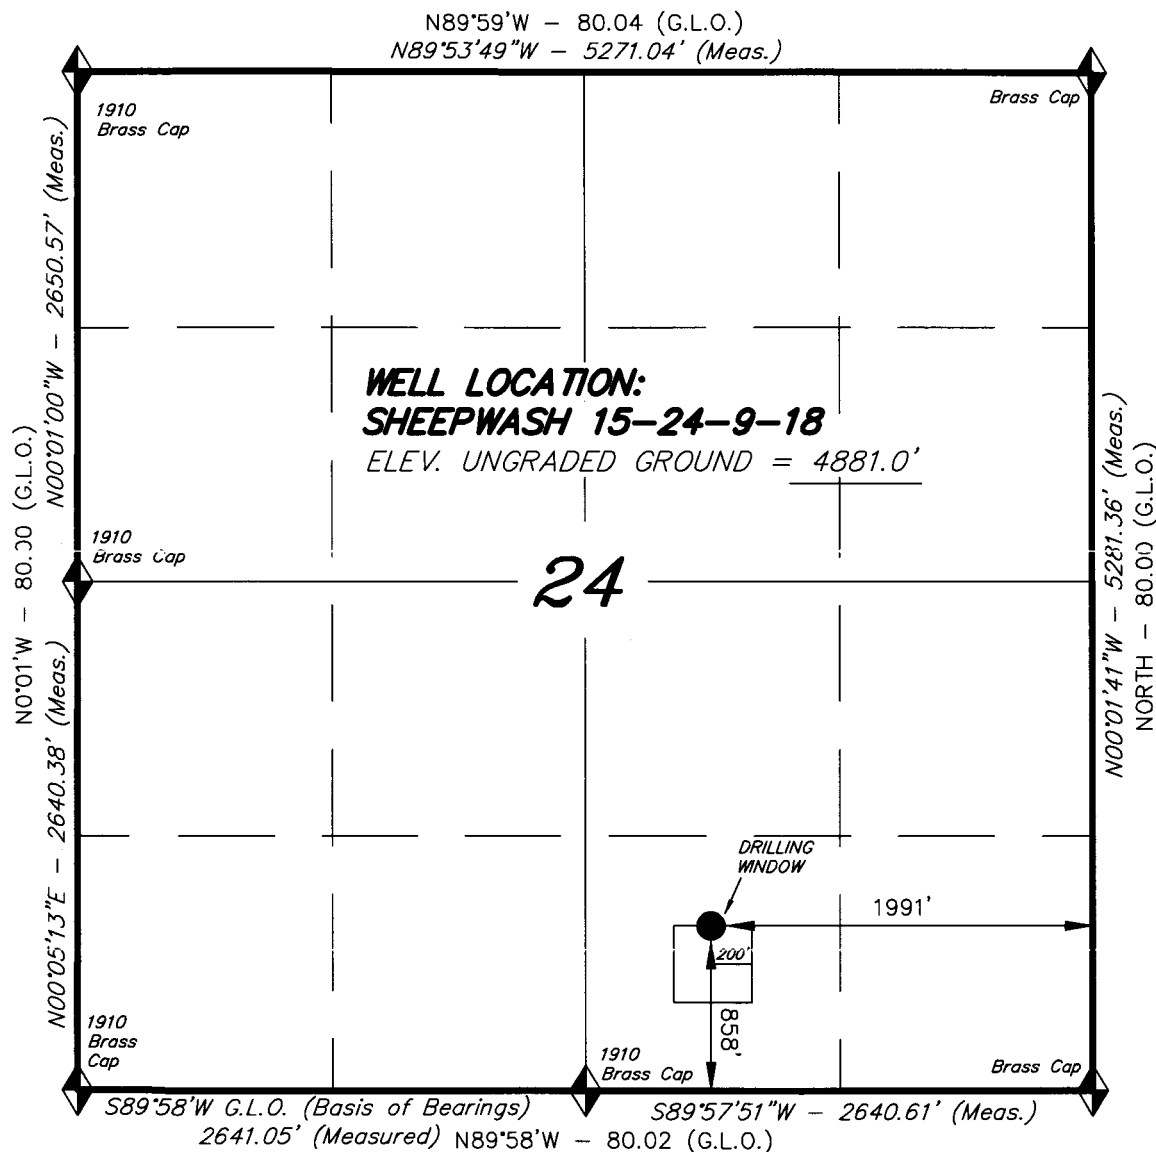 N89°59'W – 80.04 (G.L.O.)
N89°53'49"W – 5271.04' (Meas.)
1910
Brass Cap
Brass Cap
N00°01'00"W – 2650.57' (Meas.)
WELL LOCATION:
SHEEPWASH 15–24–9–18
ELEV. UNGRADED GROUND = 4881.0'
N0°01'W – 80.00 (G.L.O.)
1910
Brass Cap
24
N00°01'41"W – 5281.36' (Meas.)
NORTH – 80.00 (G.L.O.)
N00°05'13"E – 2640.38' (Meas.)
DRILLING
WINDOW
1991'
200'
858'
1910
Brass
Cap
1910
Brass Cap
Brass Cap
S89°58'W G.L.O. (Basis of Bearings)
2641.05' (Measured)
S89°57'51"W – 2640.61' (Meas.)
N89°58'W – 80.02 (G.L.O.)